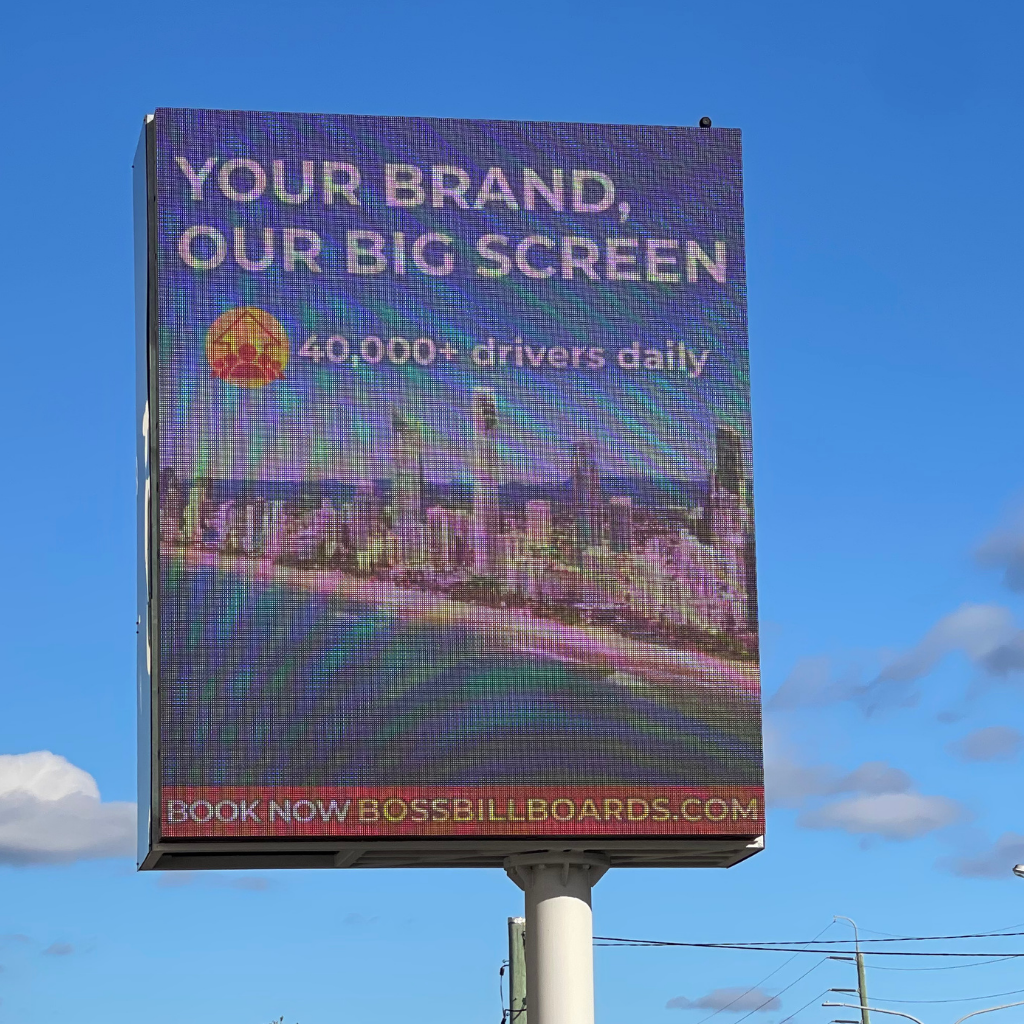 YOUR BRAND,
OUR BIG SCREEN
40,000+ drivers daily
BOOK NOW BOSSBILLBOARDS.COM